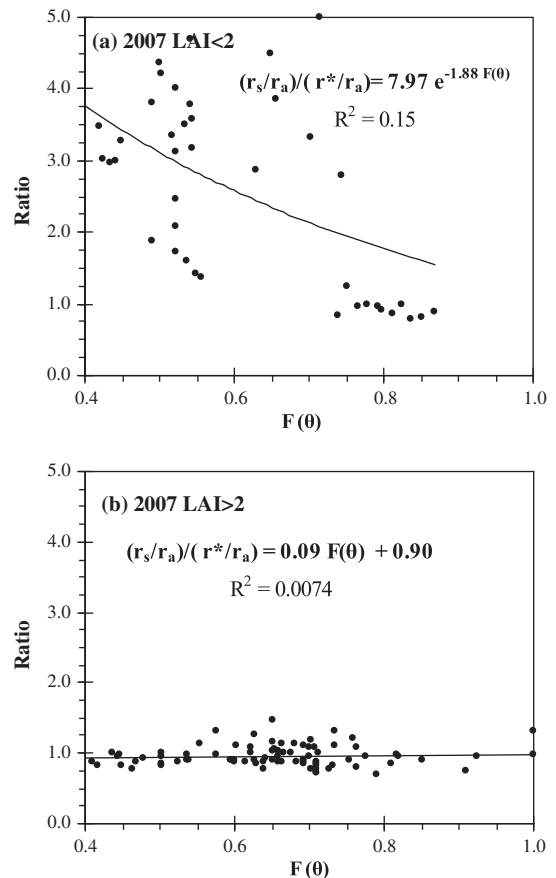 5.0
(a) 2007 LAI<2
4.0
(rs/ra)/( r*/ra)= 7.97 e-1.88 F(θ)
R2 = 0.15
3.0
Ratio
2.0
1.0
0.0
0.4 0.6 0.8 1.0
F (θ)
5.0
(b) 2007 LAI>2
4.0
(rs/ra)/( r*/ra) = 0.09 F(θ) + 0.90
R2 = 0.0074
3.0
Ratio
2.0
1.0
0.0
0.4 0.6 0.8 1.0
F (θ)